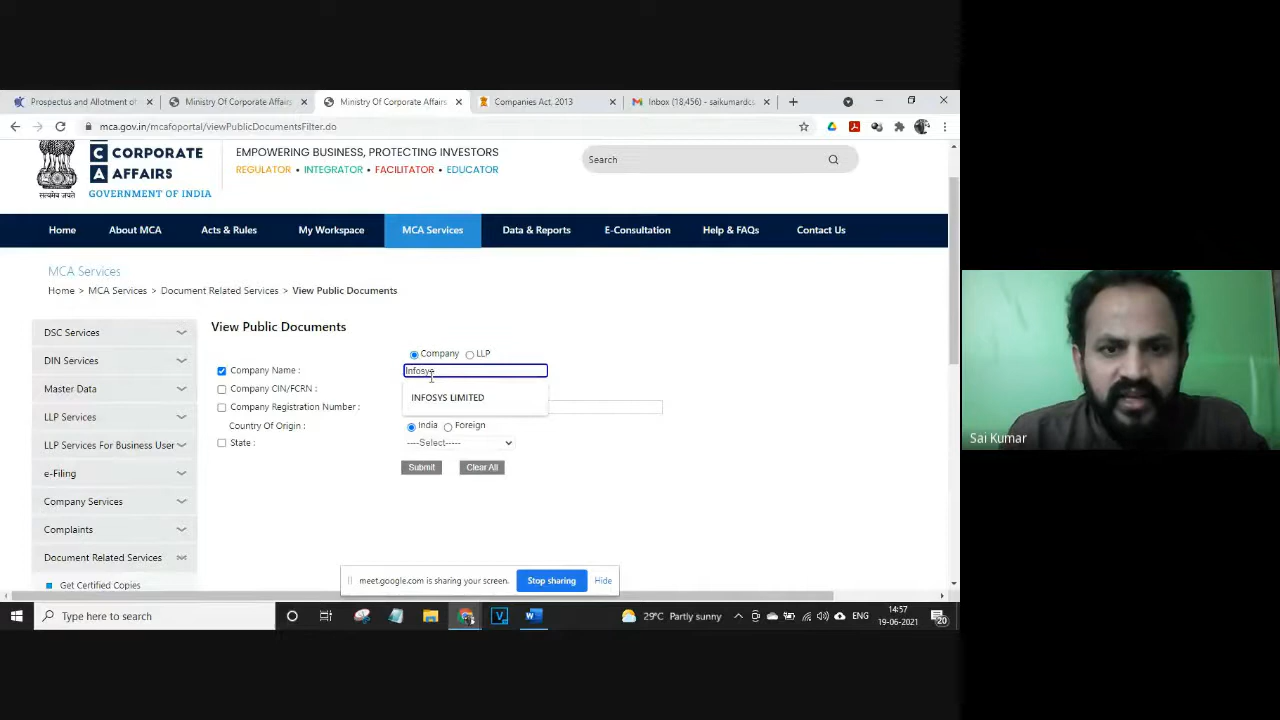 Prospectus and Allotment of
Ministry Of Corporate Affairs
Ministry Of Corporate Affairs
Companies Act, 2013
Inbox (18,456) - saikumardc
mca.gov.in/mcafoportal/viewPublicDocumentsFilter.do
C CORPORATE
A AFFAIRS
GOVERNMENT OF INDIA
EMPOWERING BUSINESS, PROTECTING INVESTORS
REGULATOR • INTEGRATOR • FACILITATOR • EDUCATOR
Search
Home About MCA Acts & Rules My Workspace MCA Services Data & Reports E-Consultation Help & FAQs Contact Us
MCA Services
Home > MCA Services > Document Related Services > View Public Documents
DSC Services
DIN Services
Master Data
LLP Services
LLP Services For Business User
e-Filing
Company Services
Complaints
Document Related Services
Get Certified Copies
View Public Documents
Company LLP
Company Name :
INFOSYS LIMITED
Company CIN/FCRN :
Company Registration Number :
Country Of Origin : India Foreign
State : ----Select-----
Submit Clear All
meet.google.com is sharing your screen. Stop sharing Hide
Type here to search
29°C Partly sunny
ENG
14:57
19-06-2021
20
Sai Kumar